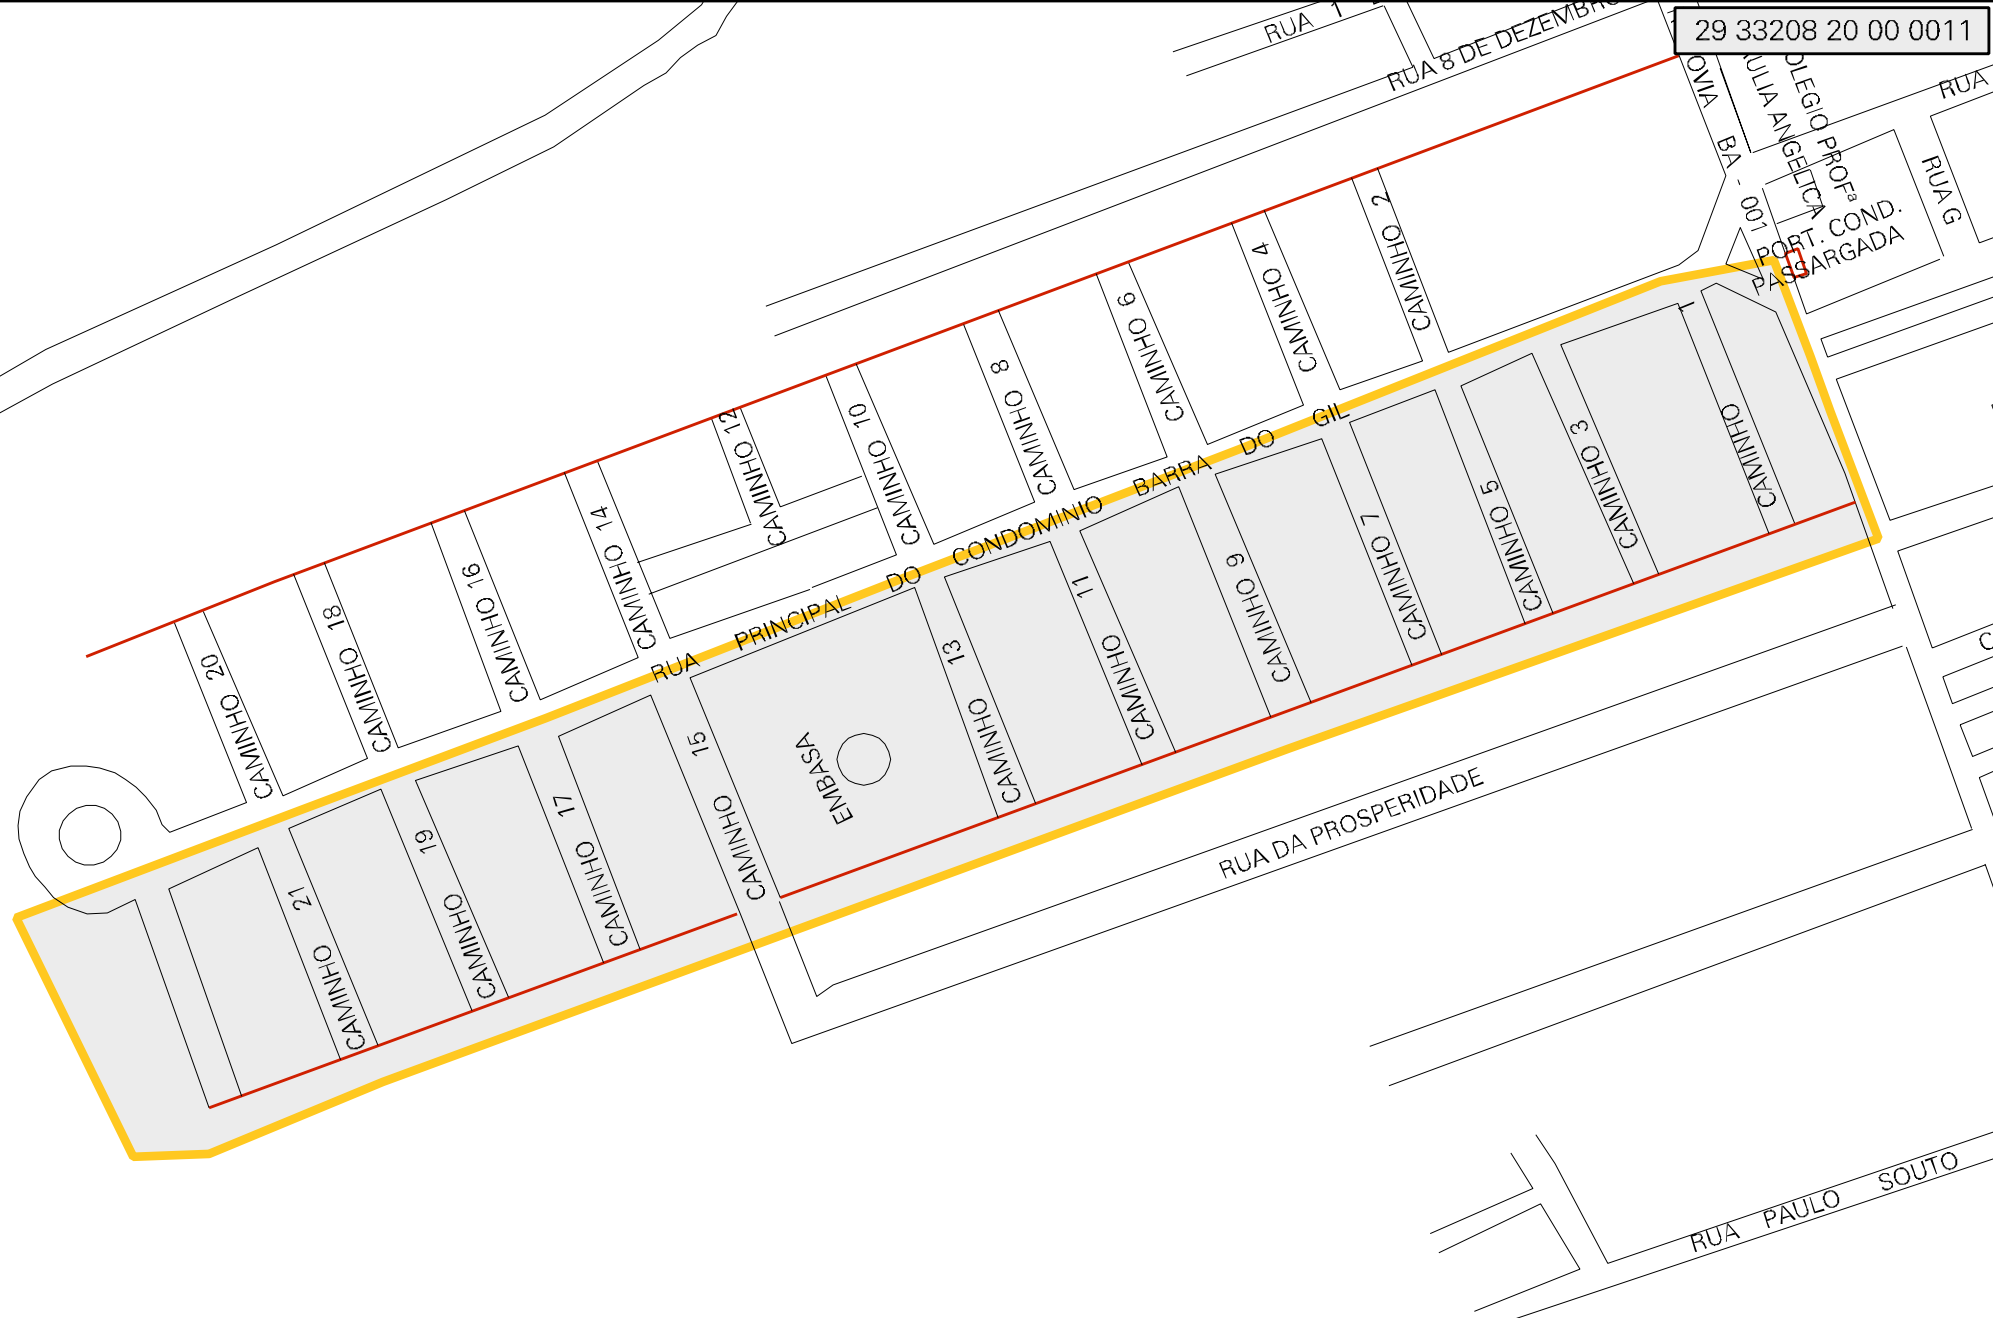 29 33208 20 00 0011
RUA 1
RUA 8 DE DEZEMBRO
OVIA BA - 001
OLEGIO PROFª
ULIA ANGELICA
RUA
RUA G
PORT. COND.
PASSARGADA
CAMINHO 2
CAMINHO 4
CAMINHO 6
CAMINHO 8
CAMINHO 10
CAMINHO 12
CAMINHO 14
CAMINHO 16
CAMINHO 18
CAMINHO 20
RUA PRINCIPAL DO CONDOMINIO BARRA DO GIL
CAMINHO 1
CAMINHO 3
CAMINHO 5
CAMINHO 7
CAMINHO 9
CAMINHO 11
CAMINHO 13
CAMINHO 15
CAMINHO 17
CAMINHO 19
CAMINHO 21
EMBASA
RUA DA PROSPERIDADE
RUA PAULO SOUTO